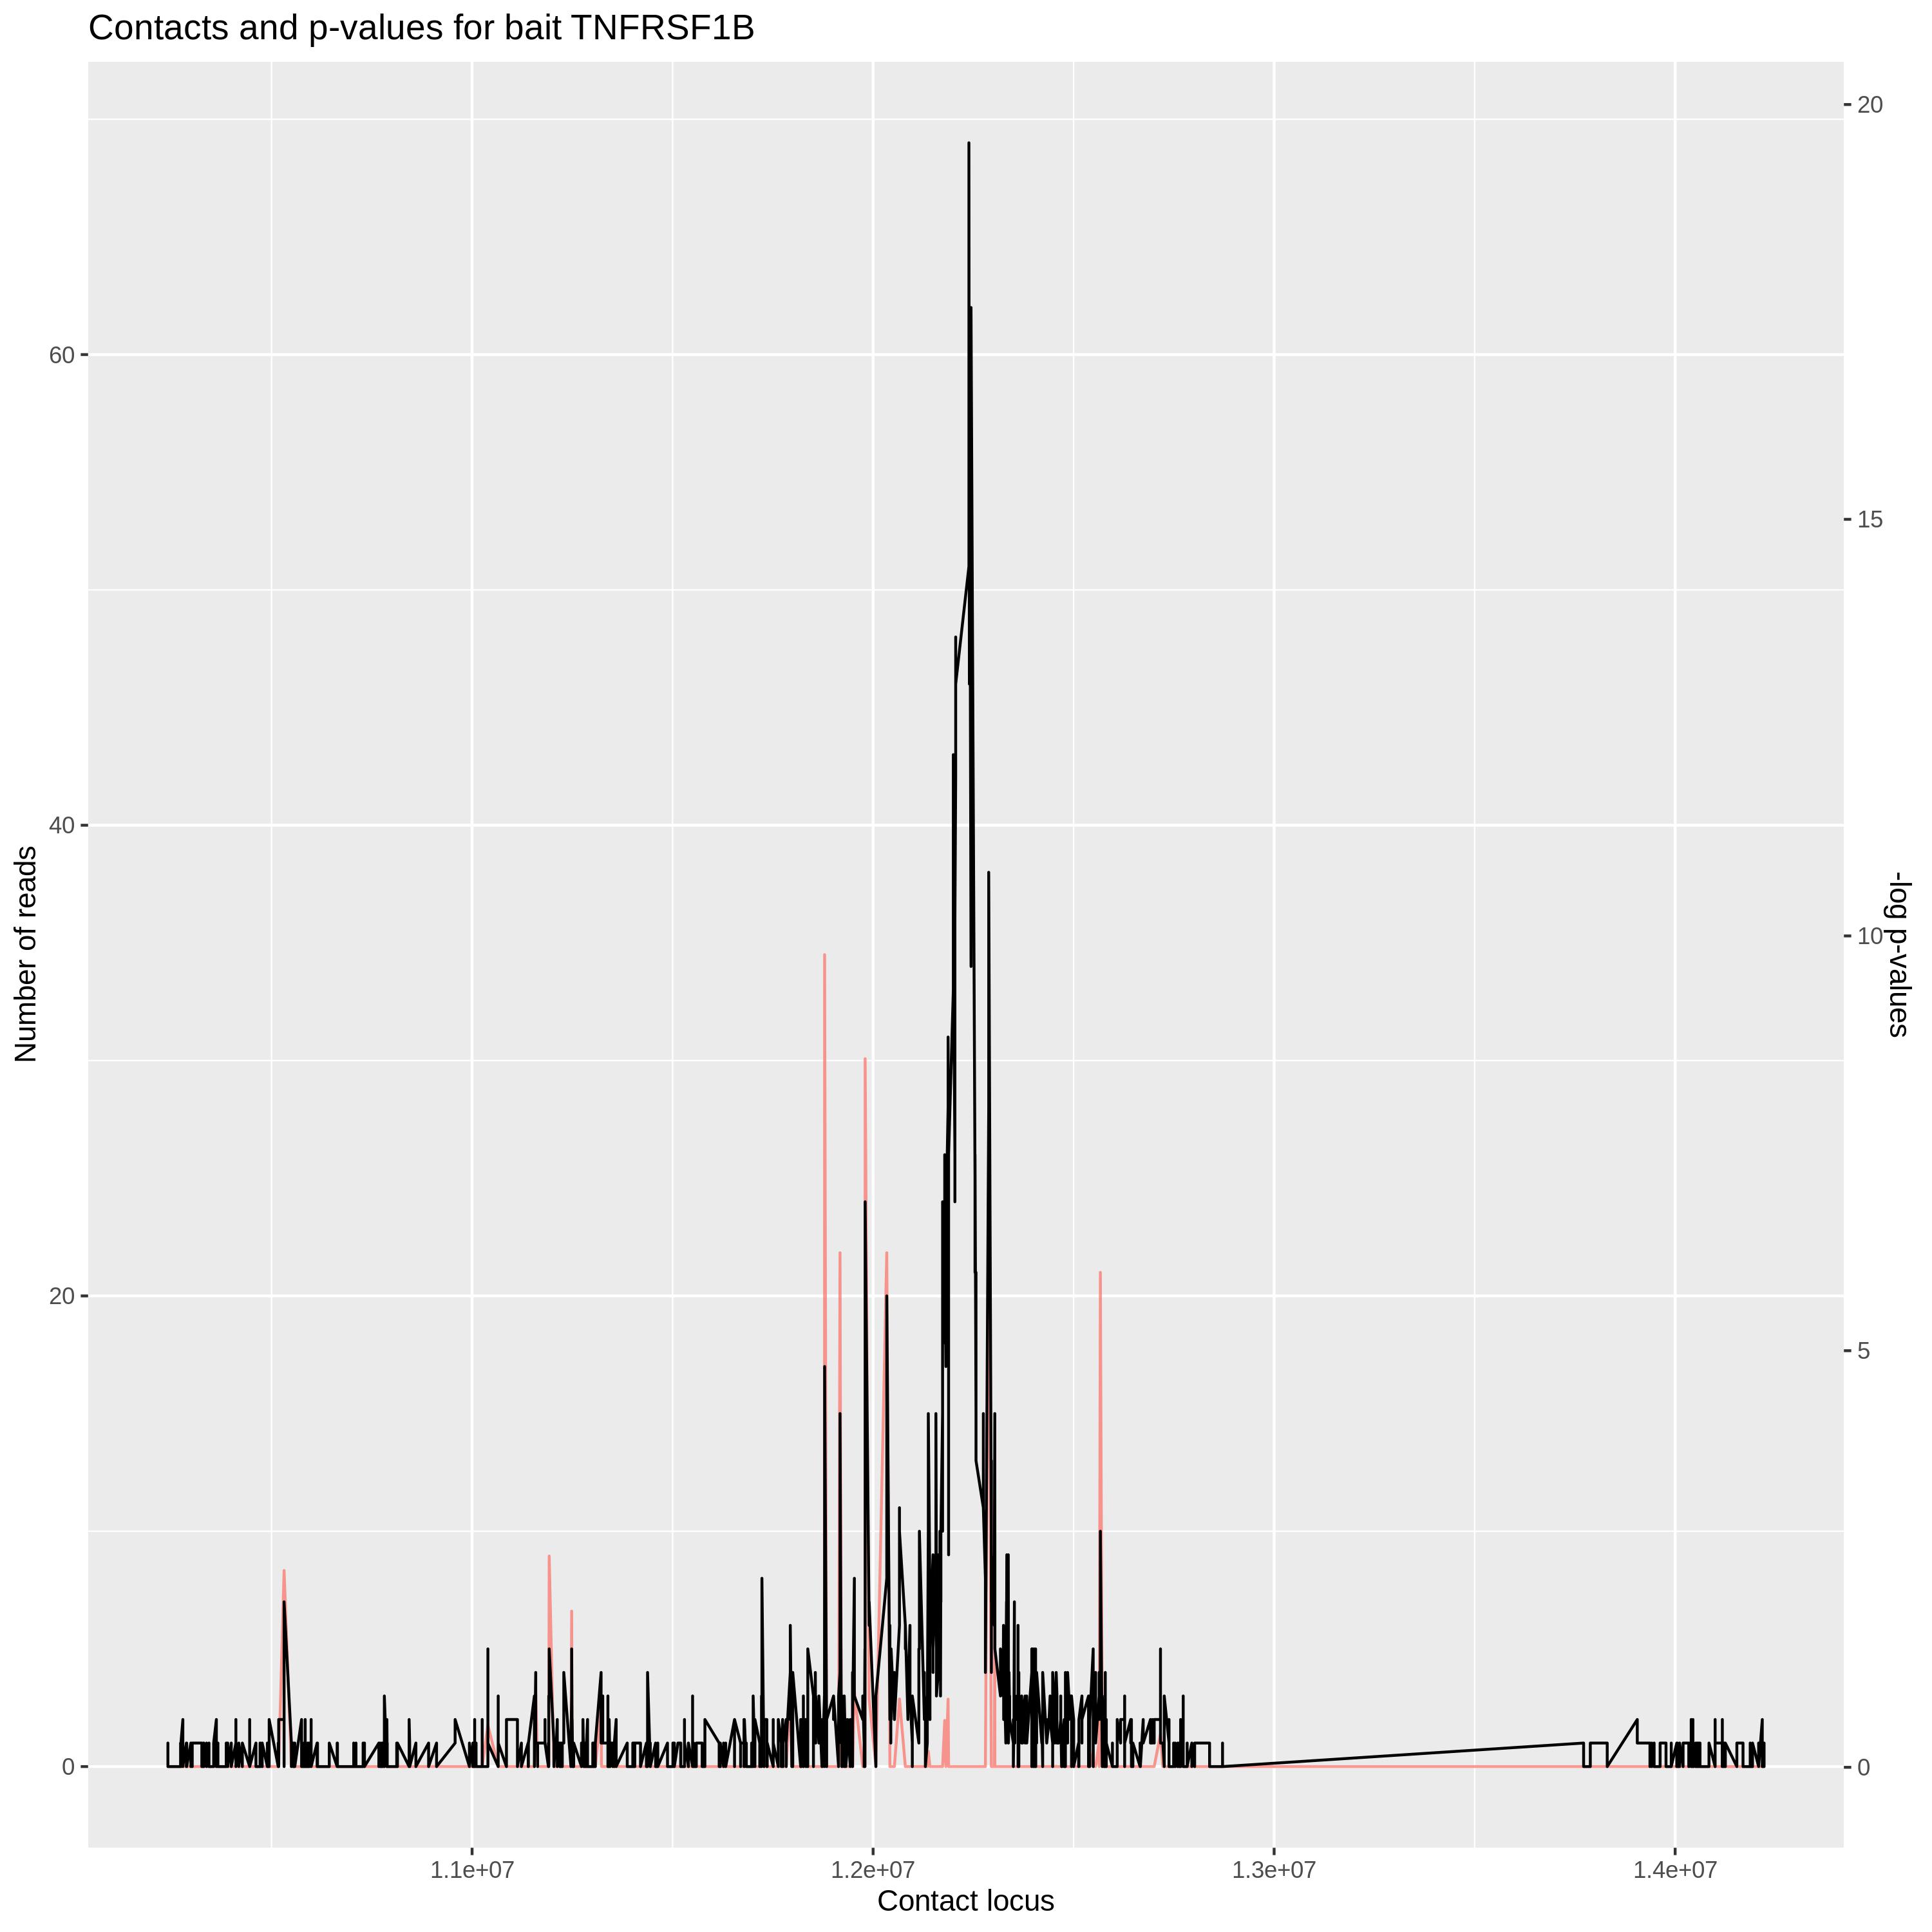 Contacts and p-values for bait TNFRSF1B
60
40
20
0
Number of reads
20
15
10
5
0
-log p-values
1.1e+07 1.2e+07 1.3e+07 1.4e+07
Contact locus